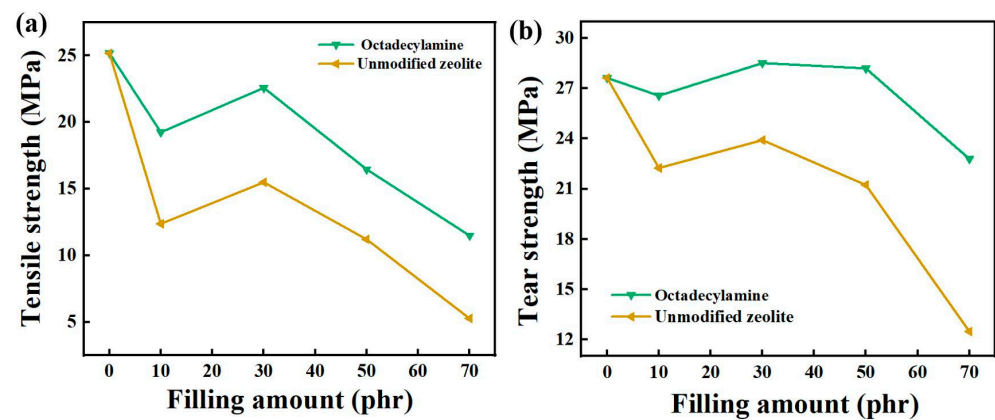 (a)
Tensile strength (MPa)
25
20
15
10
5
Octadecylamine
Unmodified zeolite
0 10 30 50 60 70
Filling amount (phr)
(b)
Tear strength (MPa)
30
27
24
21
18
15
12
Octadecylamine
Unmodified zeolite
0 10 20 30 40 50 60 70
Filling amount (phr)